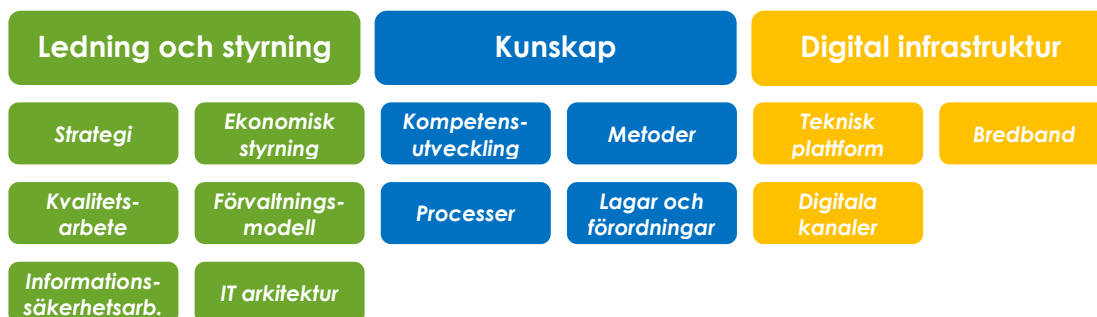 Ledning och styrning
Kunskap
Digital infrastruktur
Strategi
Ekonomisk
styrning
Kompetens-
utveckling
Metoder
Teknisk
plattform
Bredband
Kvalitets-
arbete
Förvaltnings-
modell
Processer
Lagar och
förordningar
Digitala
kanaler
Informations-
säkerhetsarb.
IT arkitektur